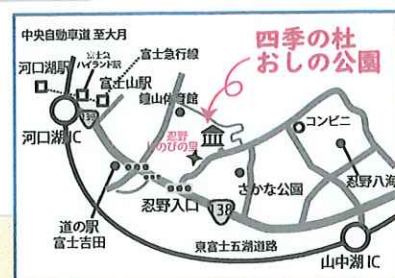 中央自動車道 至大月
富士急
ハイランド駅
富士急行線
河口湖駅
富士山駅
四季の杜
おしの公園
鐘山体育館
139
河口湖IC
忍野
しのびの里
コンビニ
さかな公園
忍野八海
忍野入口
138
道の駅
富士吉田
東富士五湖道路
山中湖IC